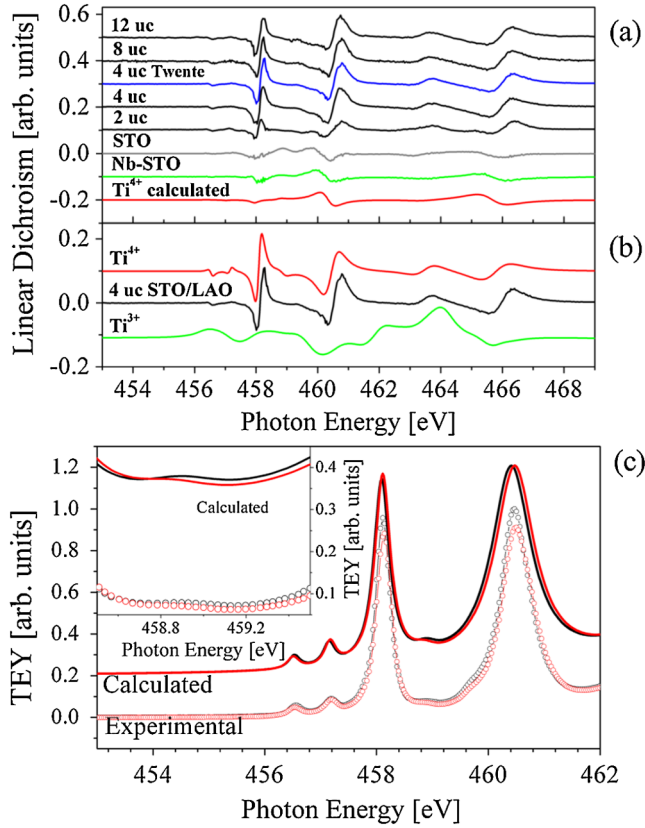 (a)
0.6
0.4
0.2
0.0
-0.2
12 uc
8 uc
4 uc Twente
4 uc
2 uc
STO
Nb-STO
Ti⁴⁺ calculated
Linear Dichroism [arb. units]
(b)
0.2
0.0
-0.2
Ti⁴⁺
4 uc STO/LAO
Ti³⁺
454 456 458 460 462 464 466 468
Photon Energy [eV]
(c)
1.2
1.0
0.8
0.6
0.4
0.2
0.0
TEY [arb. units]
Calculated
0.4
0.3
0.2
0.1
TEY [arb. units]
458.8 459.2
Photon Energy [eV]
Calculated
Experimental
454 456 458 460 462
Photon Energy [eV]